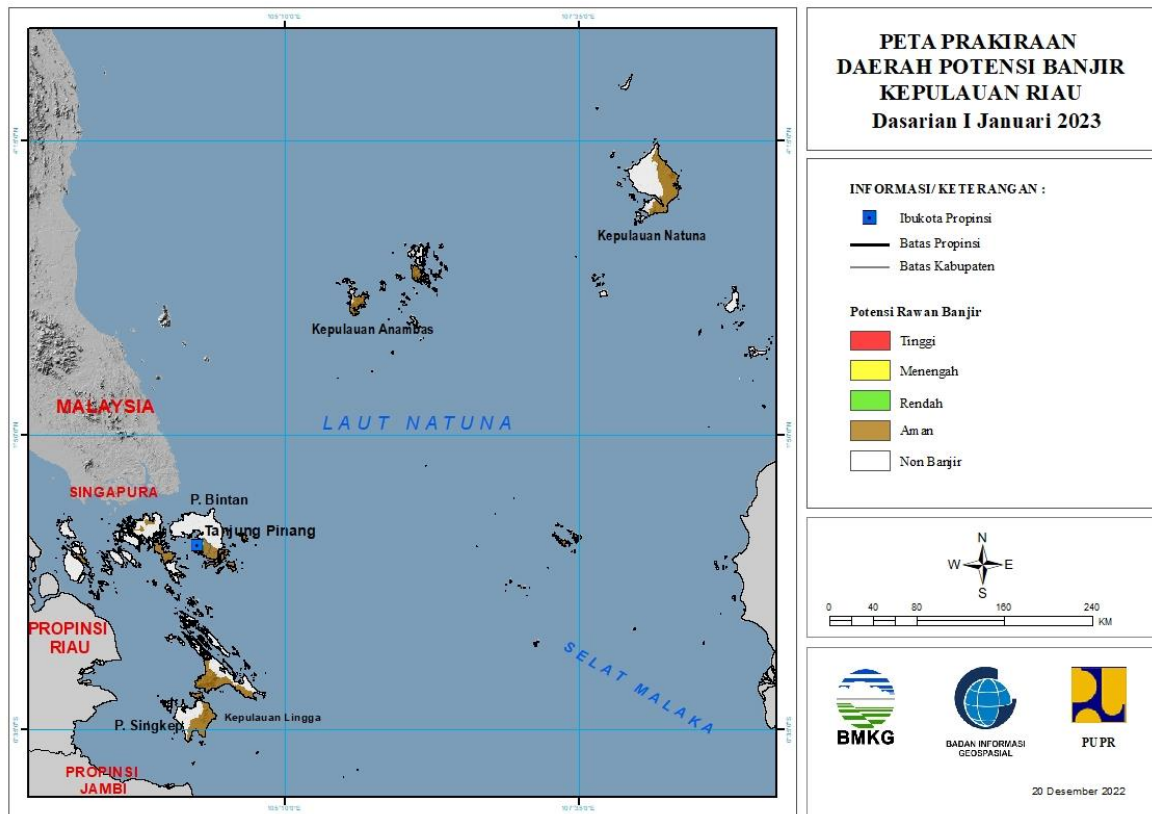 PETA PRAKIRAAN
DAERAH POTENSI BANJIR
KEPULAUAN RIAU
Dasarian I Januari 2023
INFORMASI/ KETERANGAN :
Ibukota Propinsi
Batas Propinsi
Batas Kabupaten
Potensi Rawan Banjir
Tinggi
Menengah
Rendah
Aman
Non Banjir
N
W E
S
0 40 80 160 240
KM
BMKG
BADAN INFORMASI
GEOSPASIAL
PUPR
20 Desember 2022
Kepulauan Natuna
Kepulauan Anambas
MALAYSIA
LAUT NATUNA
SINGAPURA
P. Bintan
Tanjung Pinang
PROPINSI
RIAU
SELAT MALAKA
Kepulauan Lingga
P. Singkep
PROPINSI
JAMBI